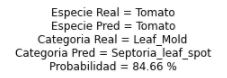 Especie Real = Tomato
Especie Pred = Tomato
Categoria Real = Leaf_Mold
Categoria Pred = Septoria_leaf_spot
Probabilidad = 84.66 %